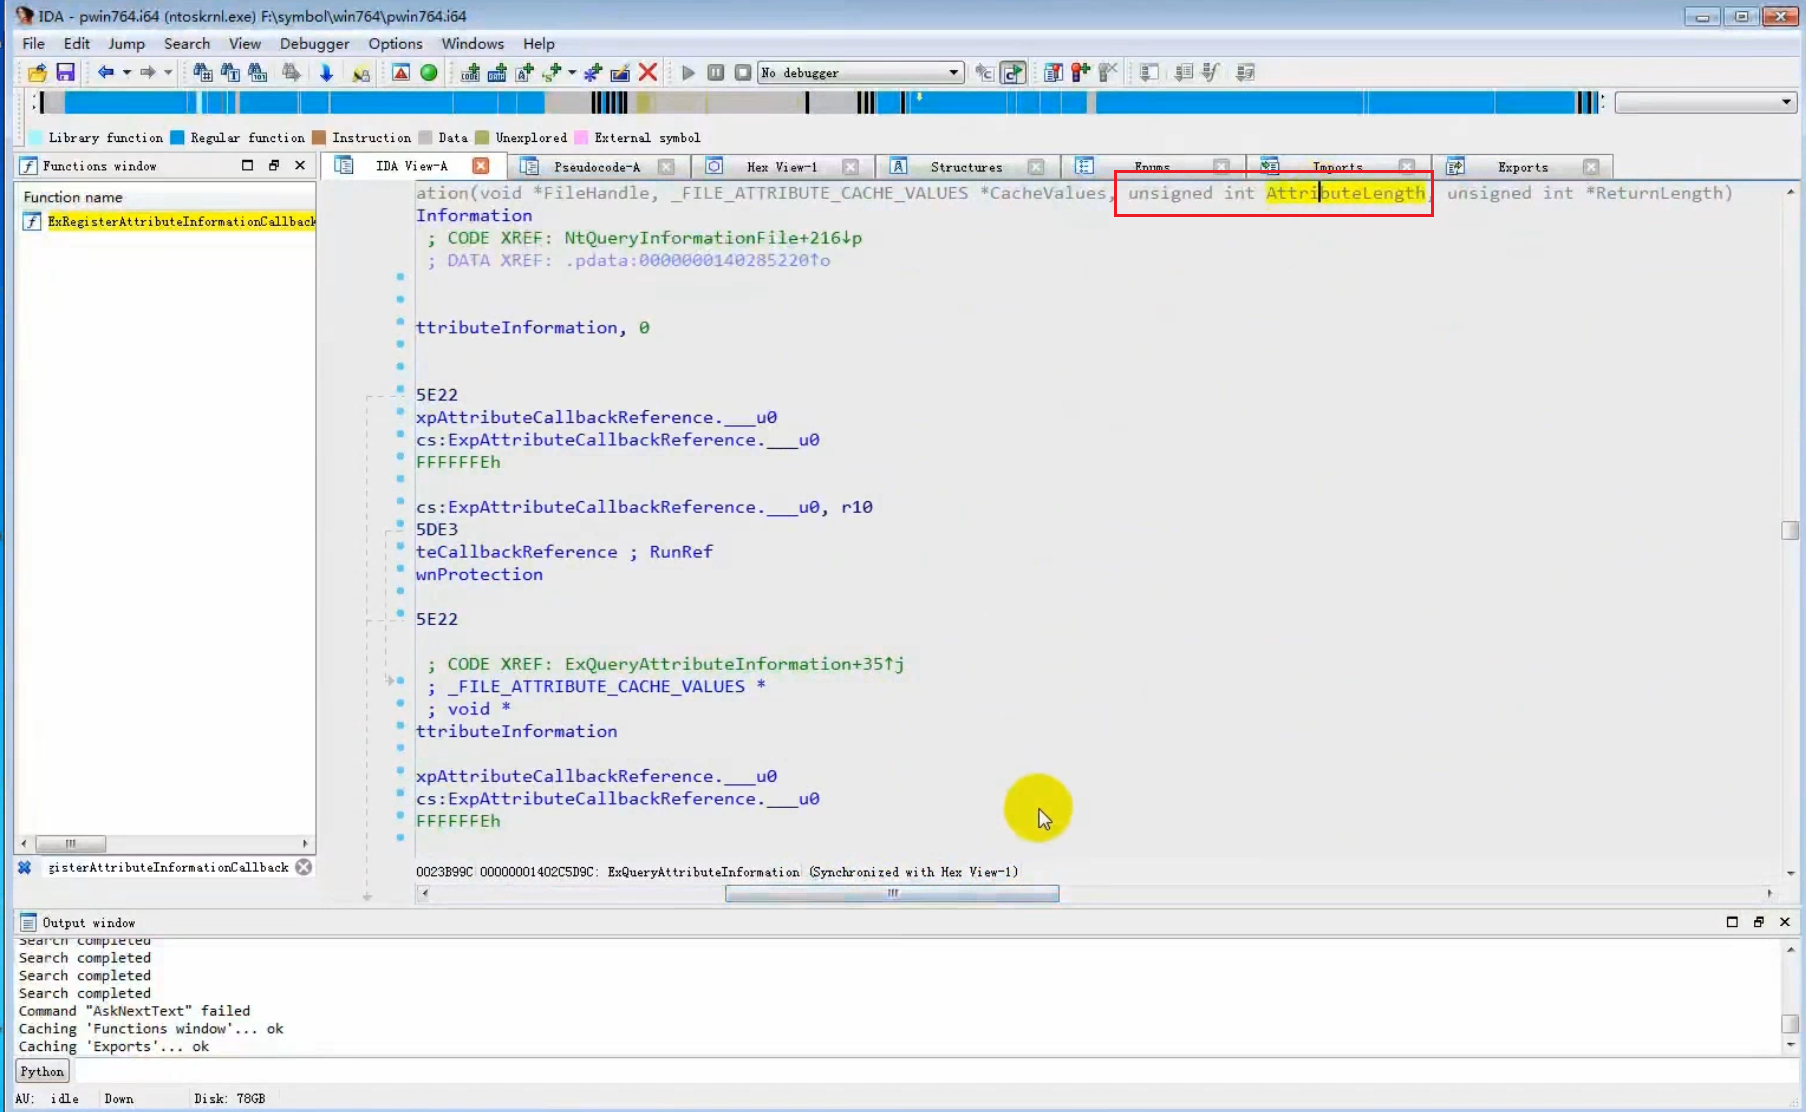 IDA - pwin764.i64 (ntoskrnl.exe) F:\symbol\win764\pwin764.i64
File Edit Jump Search View Debugger Options Windows Help
No debugger
Library function Regular function Instruction Data Unexplored External symbol
Functions window
IDA View-A Pseudocode-A Hex View-1 Structures Enums Imports Exports
Function name
ExRegisterAttributeInformationCallback
ation(void *FileHandle, _FILE_ATTRIBUTE_CACHE_VALUES *CacheValues, unsigned int AttributeLength, unsigned int *ReturnLength)
Information
; CODE XREF: NtQueryInformationFile+216↓p
; DATA XREF: .pdata:0000000140285220↑o
ttributeInformation, 0
5E22
xpAttributeCallbackReference.___u0
cs:ExpAttributeCallbackReference.___u0
FFFFFFEh
cs:ExpAttributeCallbackReference.___u0, r10
5DE3
teCallbackReference ; RunRef
wnProtection
5E22
; CODE XREF: ExQueryAttributeInformation+35↑j
; _FILE_ATTRIBUTE_CACHE_VALUES *
; void *
ttributeInformation
xpAttributeCallbackReference.___u0
cs:ExpAttributeCallbackReference.___u0
FFFFFFEh
gisterAttributeInformationCallback
0023B99C 00000001402C5D9C: ExQueryAttributeInformation (Synchronized with Hex View-1)
Output window
Search completed
Search completed
Search completed
Search completed
Command "AskNextText" failed
Caching 'Functions window'... ok
Caching 'Exports'... ok
Python
AU: idle Down Disk: 78GB